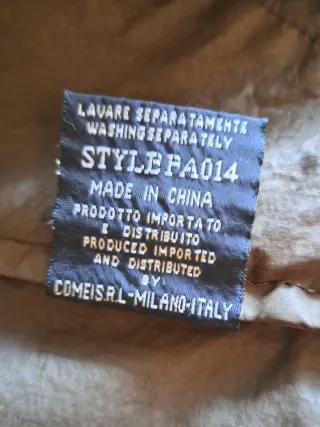 LAVARE SEPARATAMENTE
WASHING SEPARATELY
STYLE PA014
MADE IN CHINA
PRODOTTO IMPORTATO
E DISTRIBUITO
PRODUCED IMPORTED
AND DISTRIBUTED
BY
COMEI S.R.L-MILANO-ITALY